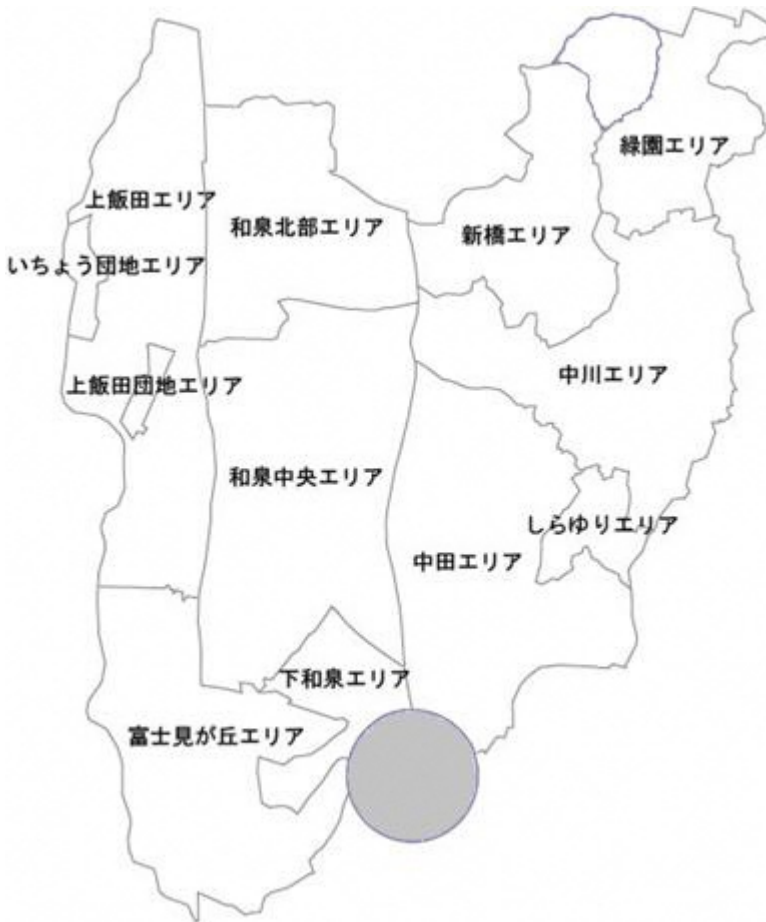 緑園エリア
上飯田エリア
和泉北部エリア
新橋エリア
いちょう団地エリア
中川エリア
上飯田団地エリア
和泉中央エリア
しらゆりエリア
中田エリア
下和泉エリア
富士見が丘エリア